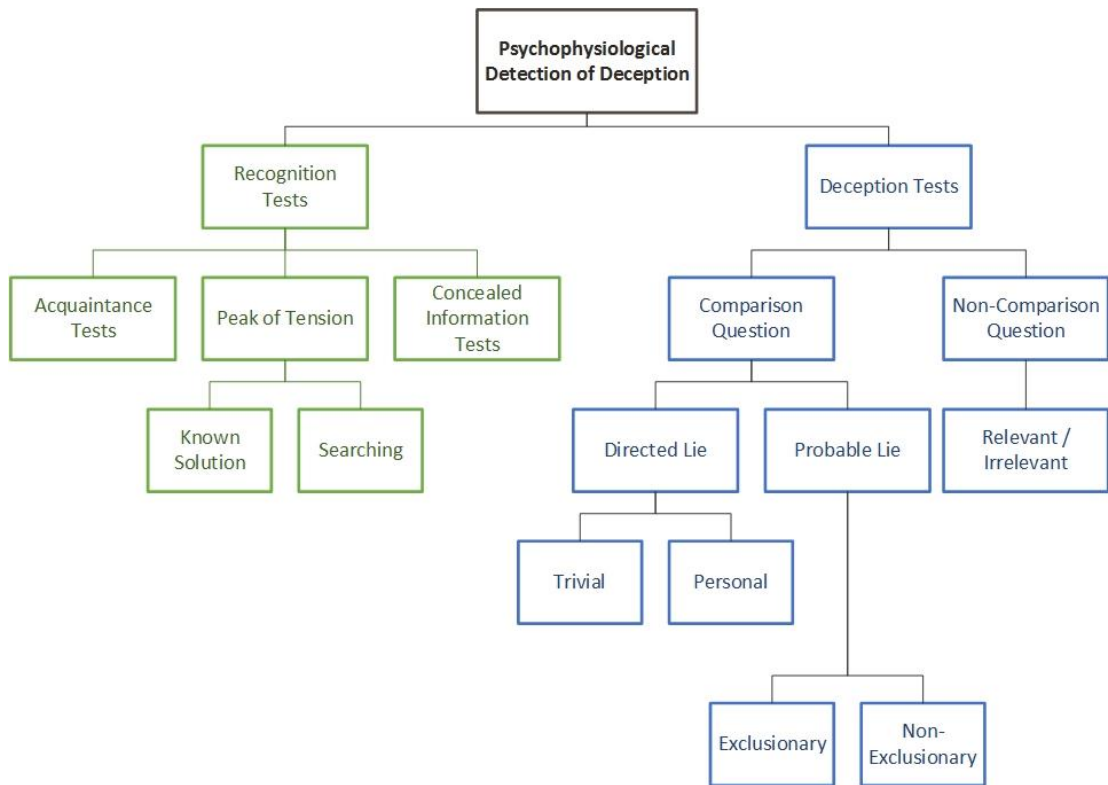 Psychophysiological
Detection of Deception
Recognition
Tests
Deception Tests
Acquaintance
Tests
Peak of Tension
Concealed
Information
Tests
Comparison
Question
Non-Comparison
Question
Known
Solution
Searching
Directed Lie
Probable Lie
Relevant /
Irrelevant
Trivial
Personal
Exclusionary
Non-
Exclusionary